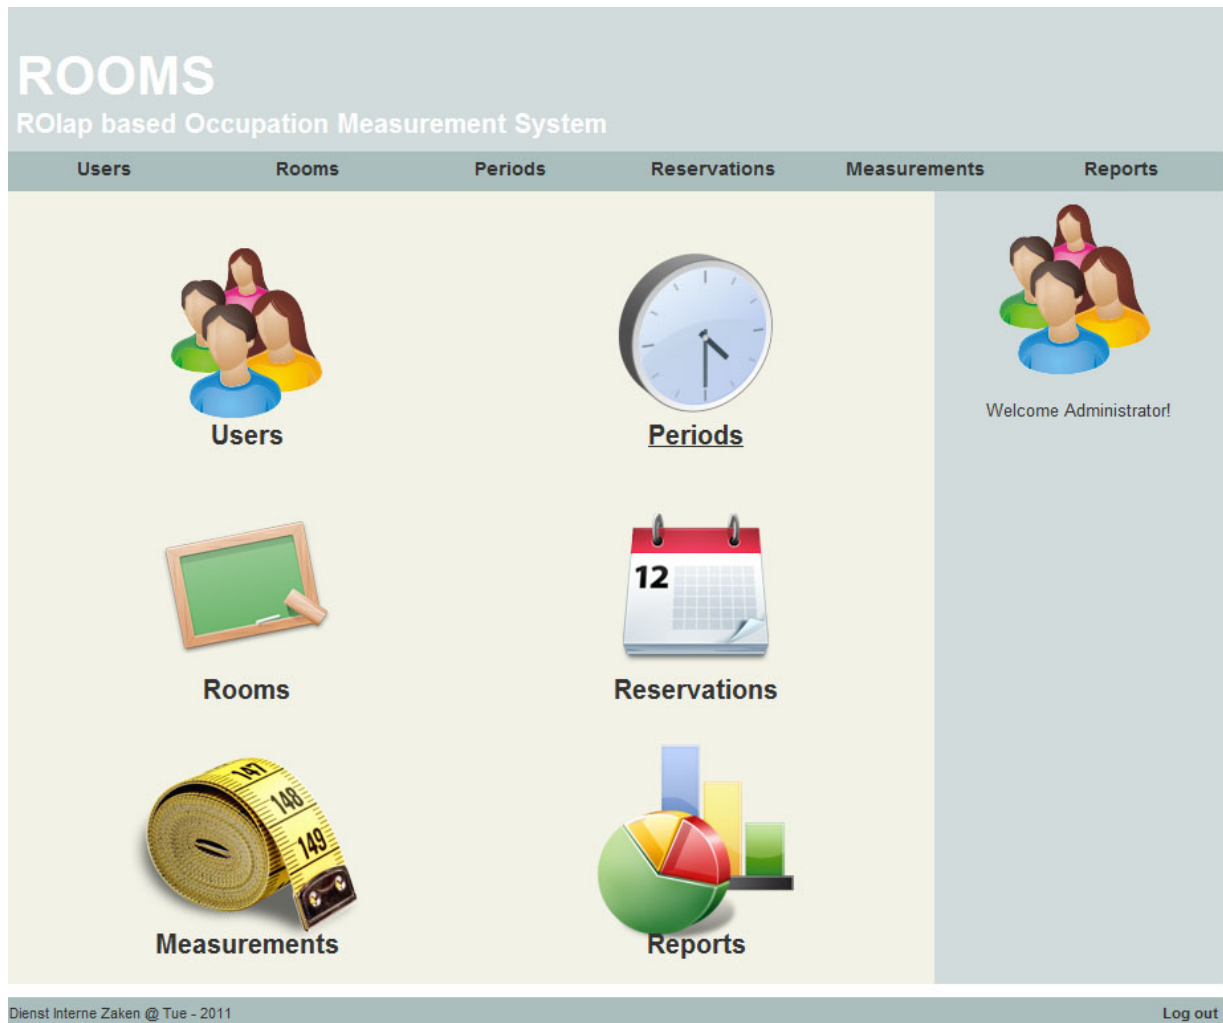 ROOMS
ROlap based Occupation Measurement System
Users Rooms Periods Reservations Measurements Reports
Users Periods
Welcome Administrator!
12
Rooms Reservations
147
148
149
Measurements Reports
Dienst Interne Zaken @ Tue - 2011 Log out